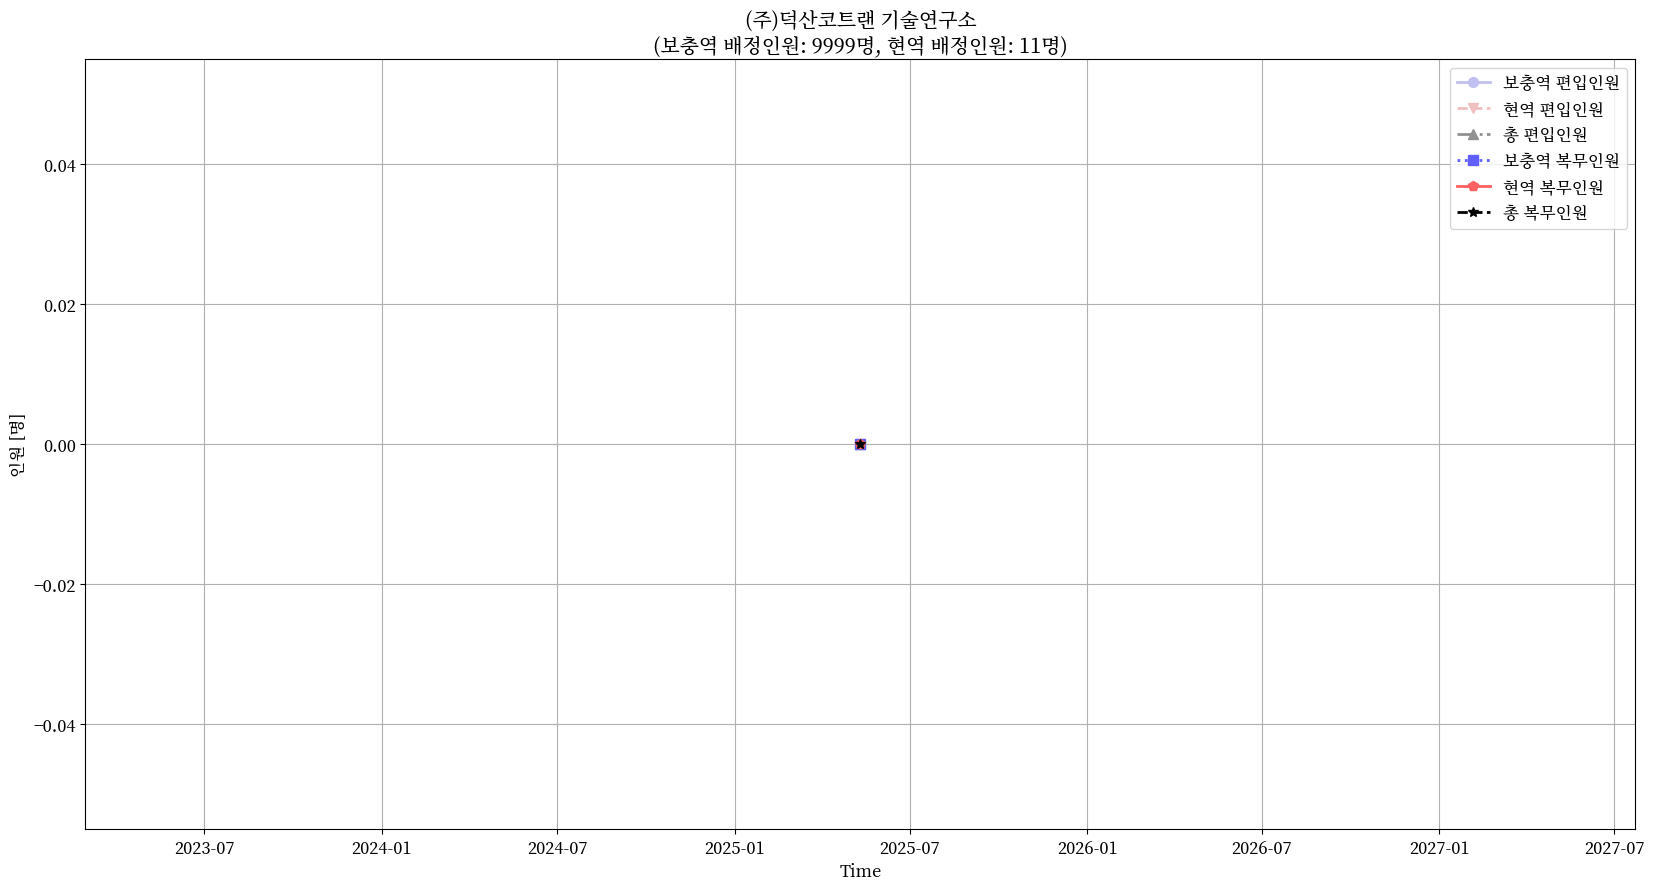 (주)덕산코트랜 기술연구소
(보충역 배정인원: 9999명, 현역 배정인원: 11명)
보충역 편입인원
현역 편입인원
총 편입인원
보충역 복무인원
현역 복무인원
총 복무인원
인원 [명]
0.04
0.02
0.00
−0.02
−0.04
2023-07
2024-01
2024-07
2025-01
2025-07
2026-01
2026-07
2027-01
2027-07
Time